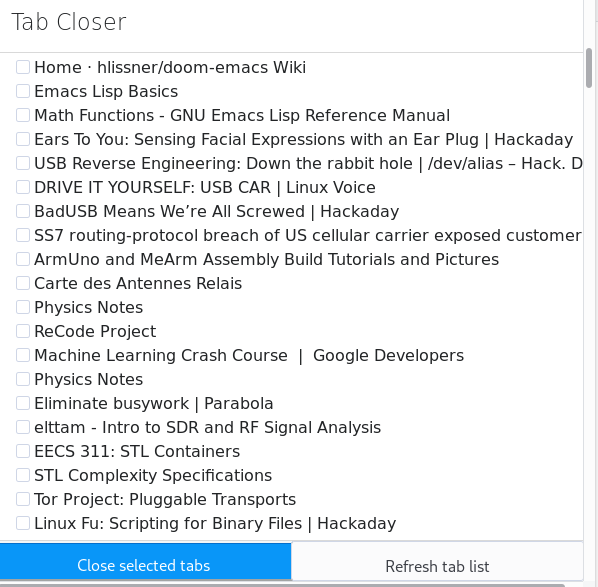 Tab Closer
Home · hlissner/doom-emacs Wiki
Emacs Lisp Basics
Math Functions - GNU Emacs Lisp Reference Manual
Ears To You: Sensing Facial Expressions with an Ear Plug | Hackaday
USB Reverse Engineering: Down the rabbit hole | /dev/alias – Hack. D
DRIVE IT YOURSELF: USB CAR | Linux Voice
BadUSB Means We’re All Screwed | Hackaday
SS7 routing-protocol breach of US cellular carrier exposed customer
ArmUno and MeArm Assembly Build Tutorials and Pictures
Carte des Antennes Relais
Physics Notes
ReCode Project
Machine Learning Crash Course | Google Developers
Physics Notes
Eliminate busywork | Parabola
elttam - Intro to SDR and RF Signal Analysis
EECS 311: STL Containers
STL Complexity Specifications
Tor Project: Pluggable Transports
Linux Fu: Scripting for Binary Files | Hackaday
Close selected tabs
Refresh tab list